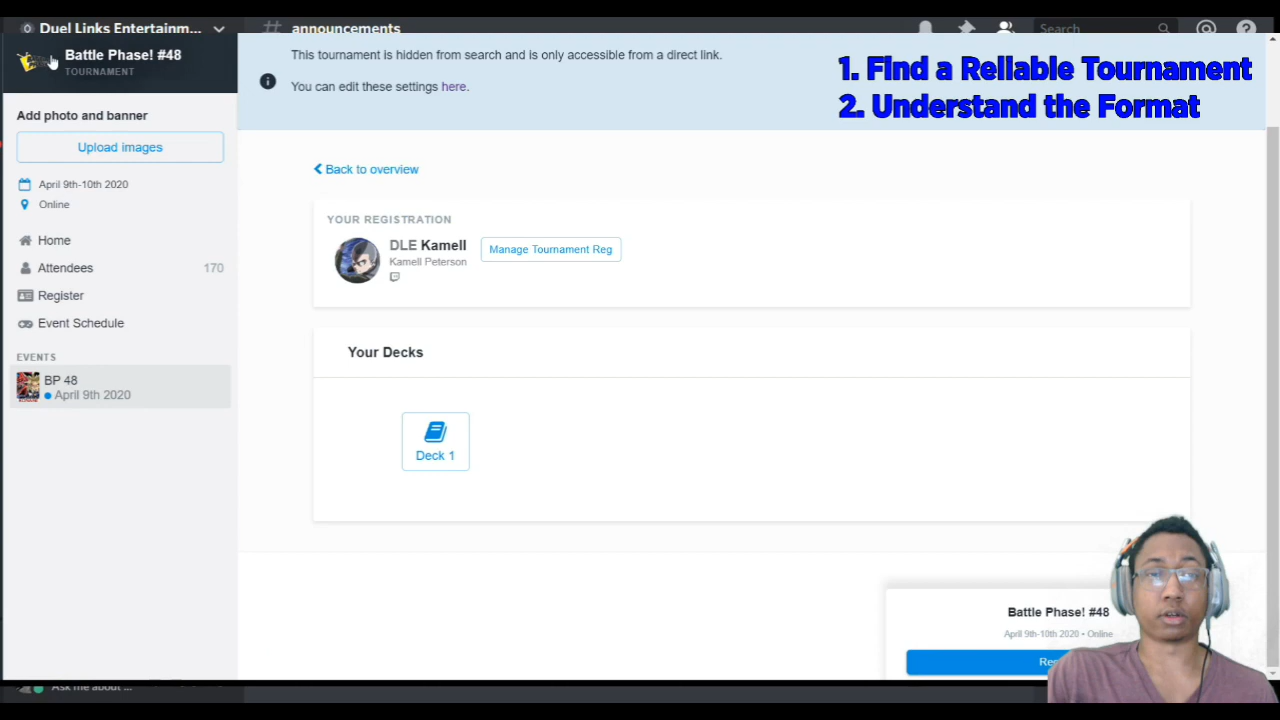 Duel Links Entertainm...
announcements
Search
Battle Phase! #48
TOURNAMENT
This tournament is hidden from search and is only accessible from a direct link.
You can edit these settings here.
1. Find a Reliable Tournament
2. Understand the Format
Add photo and banner
Upload images
April 9th-10th 2020
Online
Home
Attendees 170
Register
Event Schedule
EVENTS
BP 48
April 9th 2020
Back to overview
YOUR REGISTRATION
DLE Kamell
Manage Tournament Reg
Kamell Peterson
Your Decks
Deck 1
Battle Phase! #48
April 9th-10th 2020 • Online
Ask me about ...